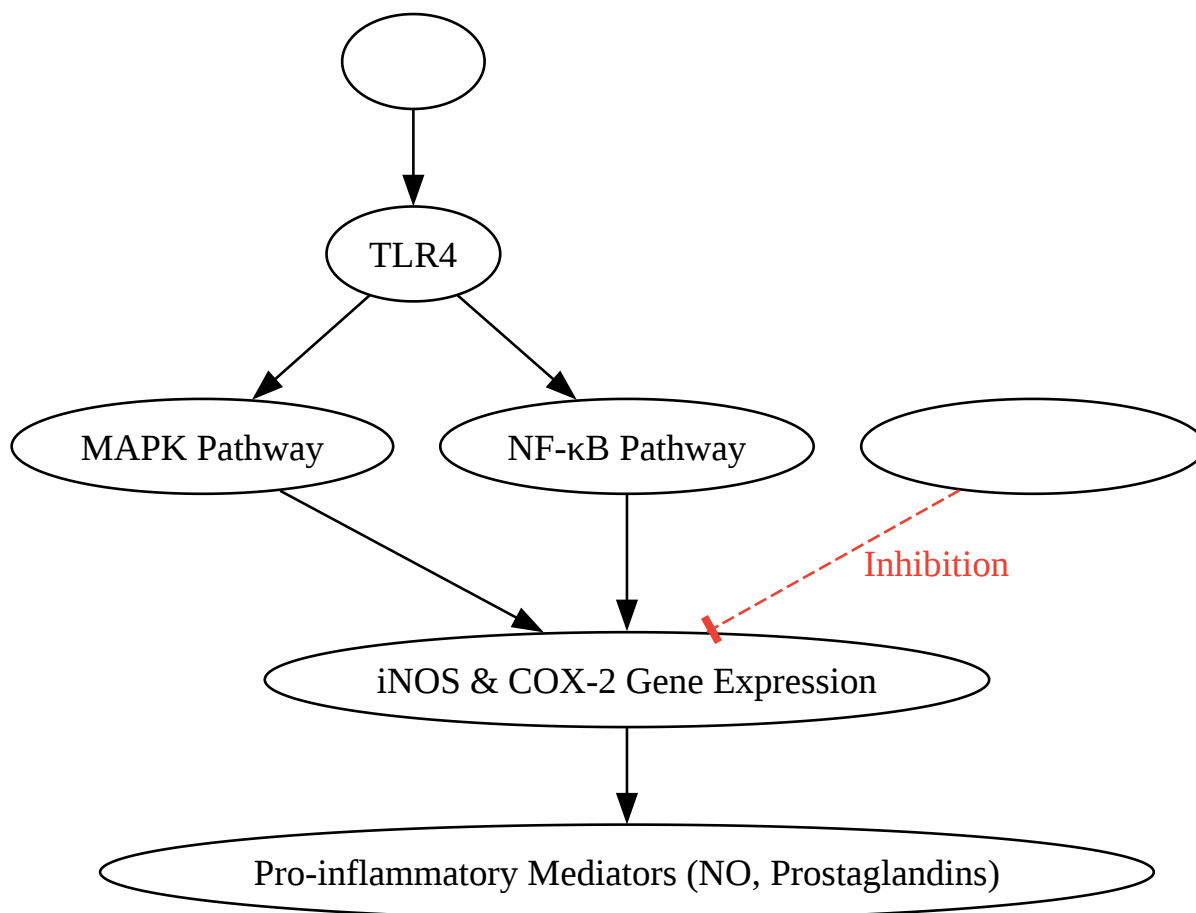 TLR4
MAPK Pathway
NF-κB Pathway
Inhibition
iNOS & COX-2 Gene Expression
Pro-inflammatory Mediators (NO, Prostaglandins)